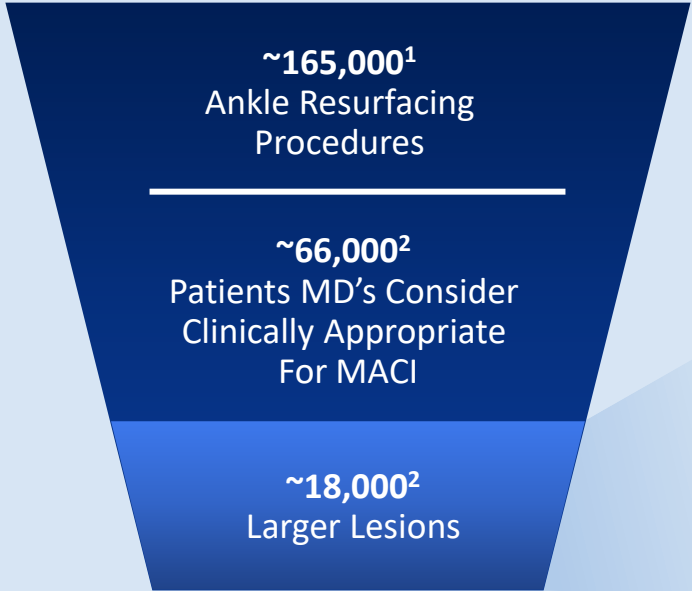 ~165,000¹
Ankle Resurfacing
Procedures
~66,000²
Patients MD's Consider
Clinically Appropriate
For MACI
~18,000²
Larger Lesions